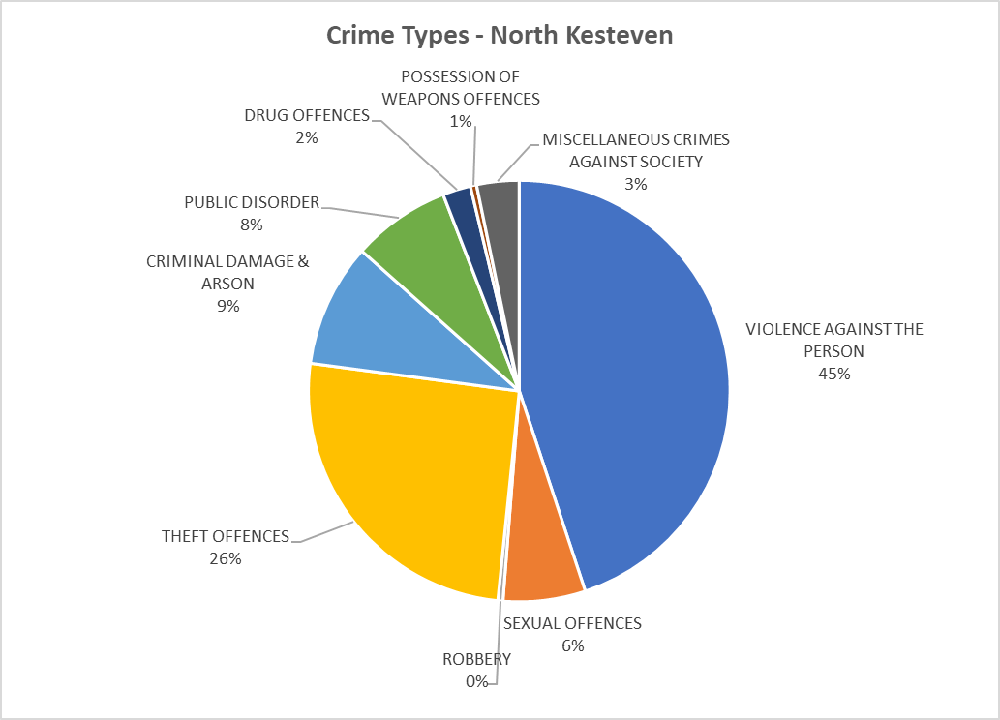 Crime Types - North Kesteven
POSSESSION OF
WEAPONS OFFENCES
1%
DRUG OFFENCES
2%
MISCELLANEOUS CRIMES
AGAINST SOCIETY
3%
PUBLIC DISORDER
8%
CRIMINAL DAMAGE &
ARSON
9%
VIOLENCE AGAINST THE
PERSON
45%
THEFT OFFENCES
26%
SEXUAL OFFENCES
6%
ROBBERY
0%